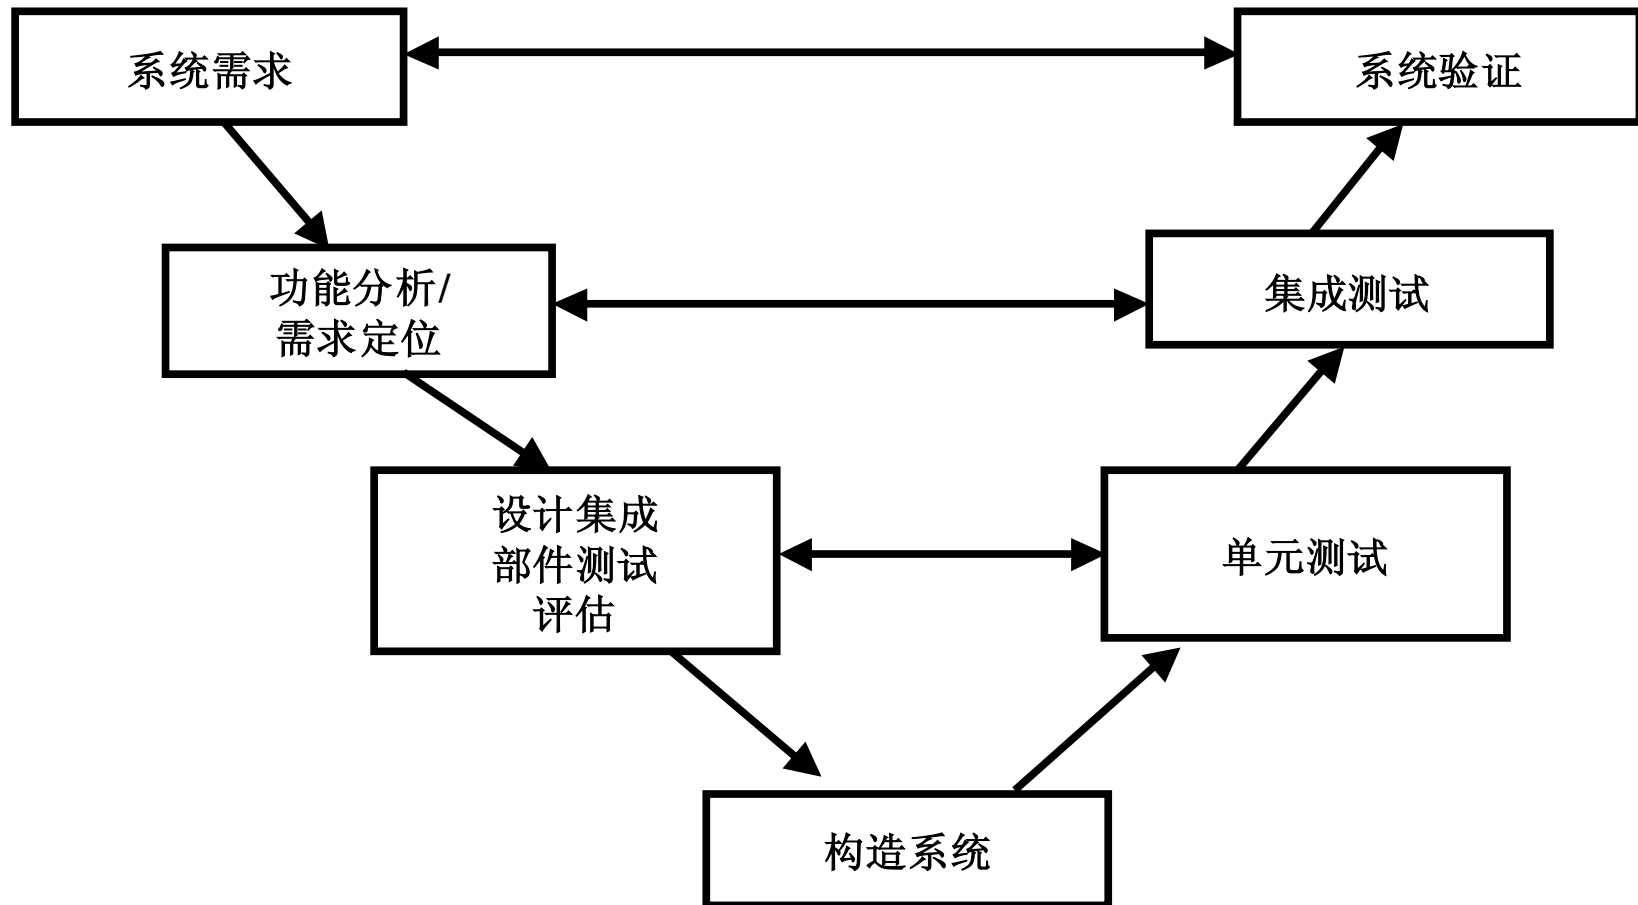 系统需求
系统验证
功能分析/
需求定位
集成测试
设计集成
部件测试
评估
单元测试
构造系统